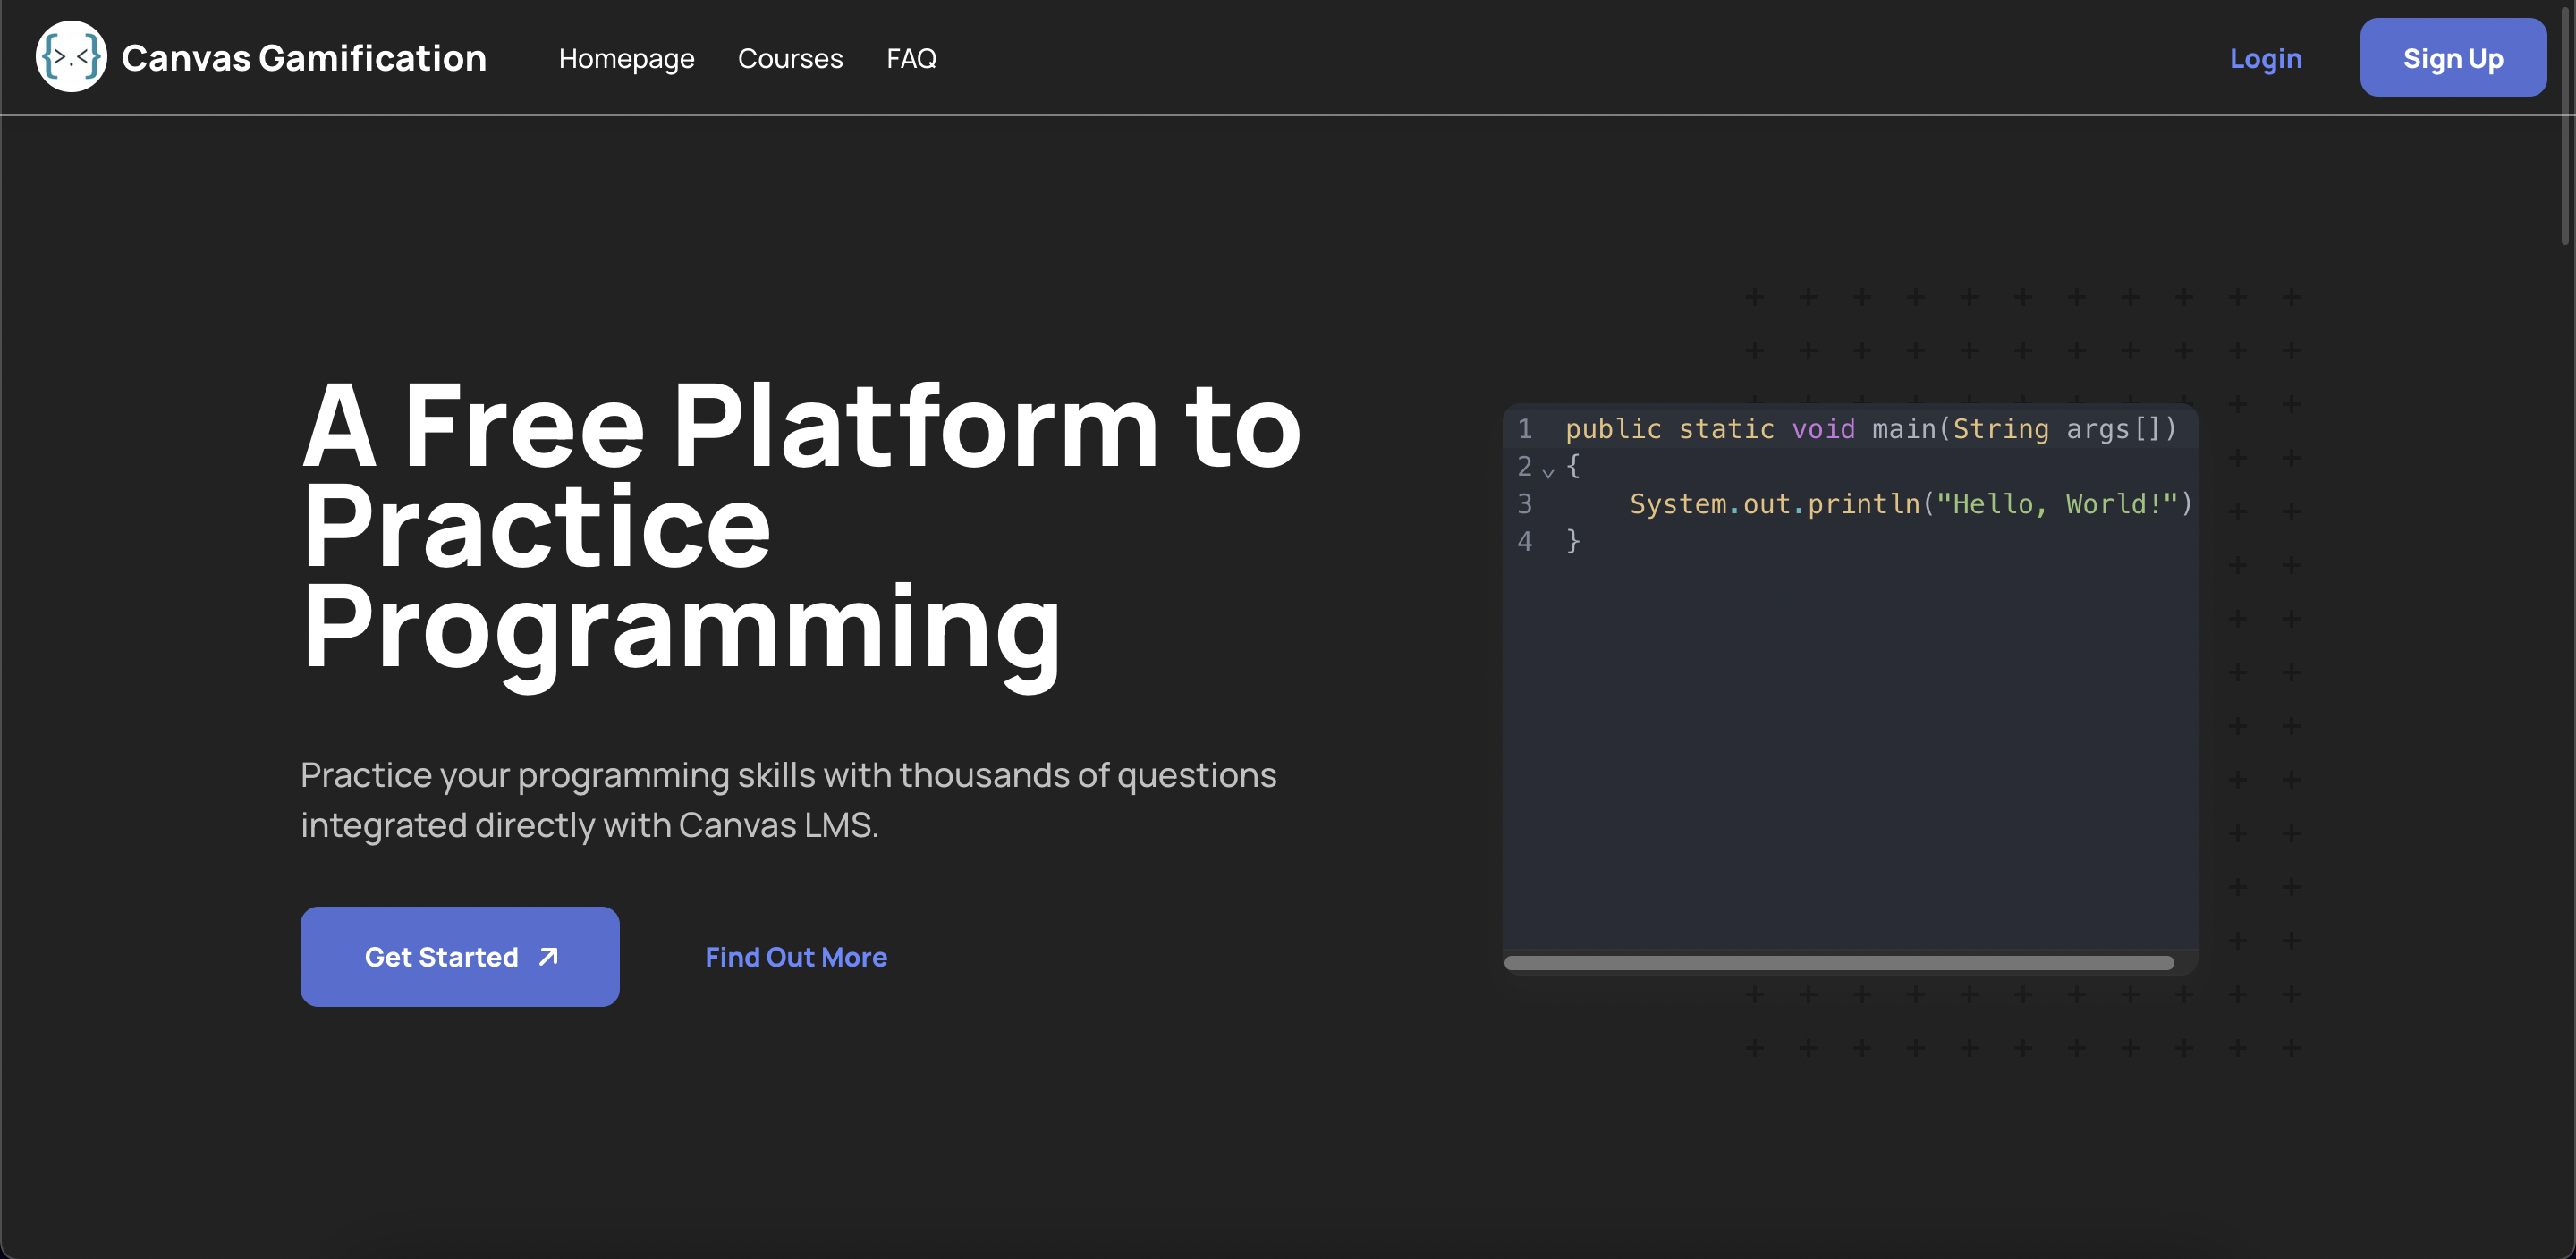 {>.<} Canvas Gamification Homepage Courses FAQ Login Sign Up
A Free Platform to
Practice
Programming
Practice your programming skills with thousands of questions
integrated directly with Canvas LMS.
Get Started Find Out More
1 public static void main(String args[])
2 {
3     System.out.println("Hello, World!")
4 }